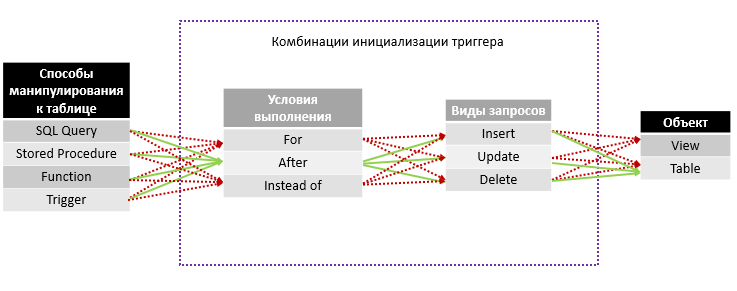 Комбинации инициализации триггера
Способы
манипулирования
к таблице
SQL Query
Stored Procedure
Function
Trigger
Условия
выполнения
For
After
Instead of
Виды запросов
Insert
Update
Delete
Объект
View
Table